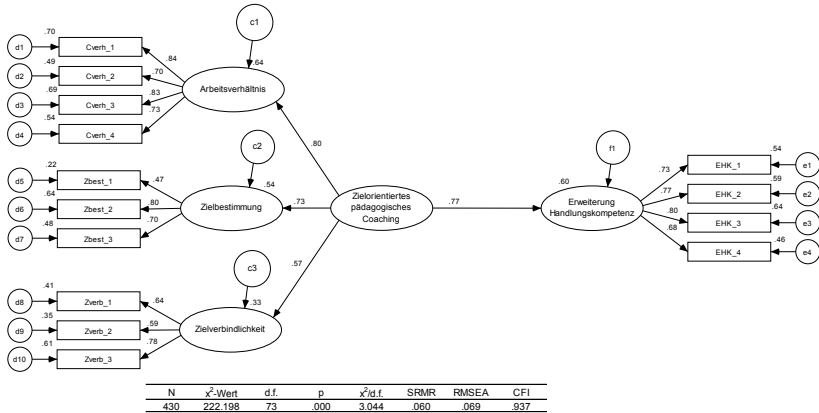 c1
.70
d1
Cverh_1
.84
.64
.49
d2
Cverh_2
.70
Arbeitsverhältnis
.69
d3
Cverh_3
.83
.54
d4
Cverh_4
.73
.80
c2
f1
.22
d5
Zbest_1
.47
.54
.64
d6
Zbest_2
.80
Zielbestimmung
.73
.48
d7
Zbest_3
.70
Zielorientiertes
pädagogisches
Coaching
.77
.60
Erweiterung
Handlungskompetenz
.73
EHK_1
.54
e1
.77
EHK_2
.59
e2
.80
EHK_3
.64
e3
.68
EHK_4
.46
e4
.57
c3
.41
d8
Zverb_1
.64
.33
.35
d9
Zverb_2
.59
Zielverbindlichkeit
.61
d10
Zverb_3
.78
N x²-Wert d.f. p x²/d.f. SRMR RMSEA CFI
430 222.198 73 .000 3.044 .060 .069 .937